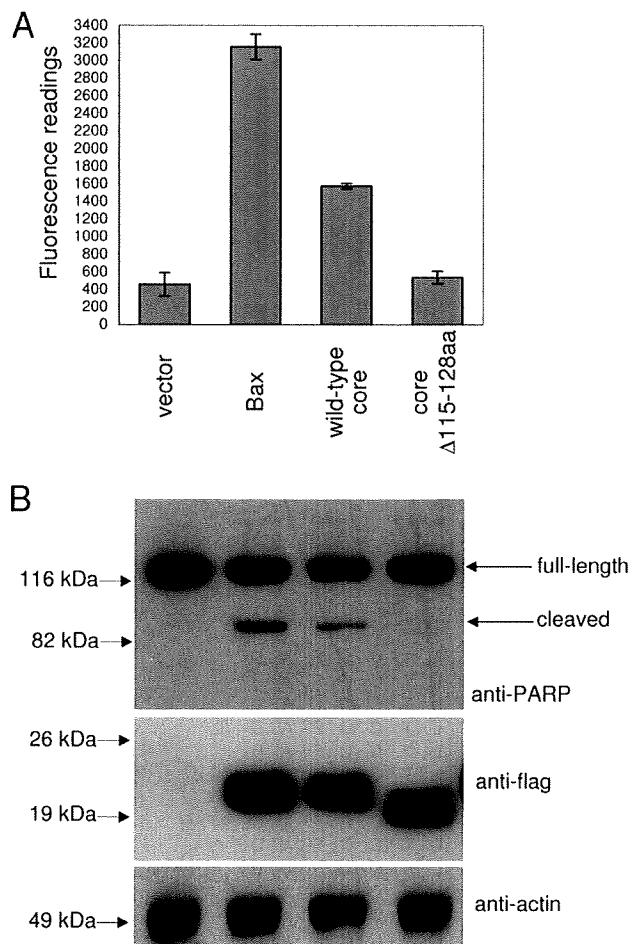 A
Fluorescence readings
3400
3200
3000
2800
2600
2400
2200
2000
1800
1600
1400
1200
1000
800
600
400
200
0
vector
Bax
wild-type
core
core
Δ115-128aa
B
116 kDa
82 kDa
full-length
cleaved
anti-PARP
26 kDa
19 kDa
anti-flag
49 kDa
anti-actin